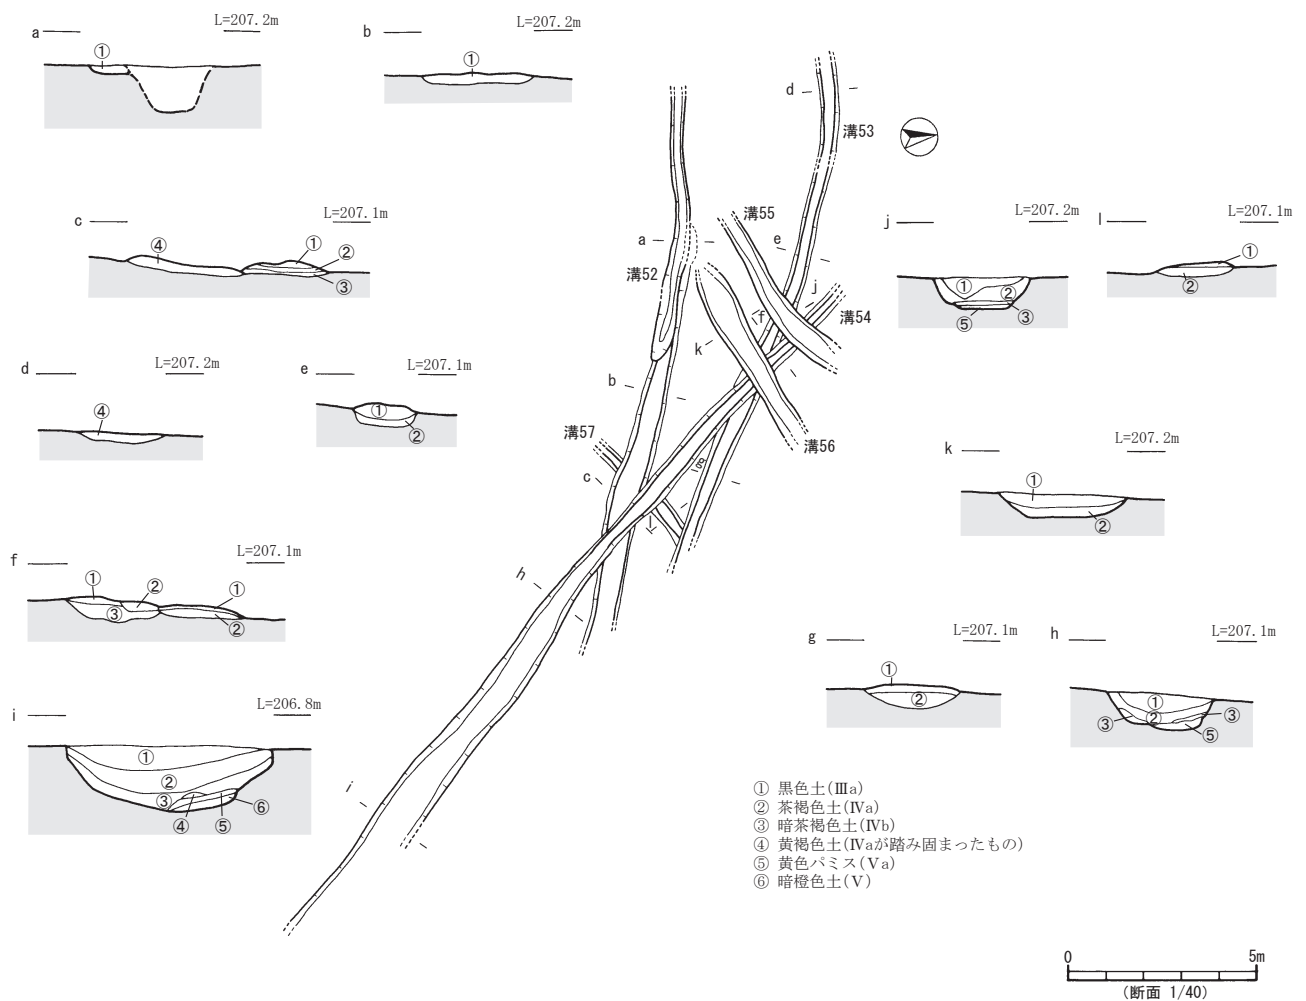 a L=207.2m
①
b L=207.2m
①
c L=207.1m
④ ① ②
③
d L=207.2m
④
e L=207.1m
①
②
f L=207.1m
① ② ①
③ ②
i L=206.8m
①
②
③ ⑥
④ ⑤
d
溝53
溝55
a e
溝52 j
溝54
f
k
b
溝57 溝56
c
l
h
i
j L=207.2m
① ②
⑤ ③
l L=207.1m
①
②
k L=207.2m
①
②
g L=207.1m
①
②
h L=207.1m
①
③ ② ③
⑤
① 黒色土(Ⅲa)
② 茶褐色土(Ⅳa)
③ 暗茶褐色土(Ⅳb)
④ 黄褐色土(Ⅳaが踏み固まったもの)
⑤ 黄色パミス(Ⅴa)
⑥ 暗橙色土(Ⅴ)
0 5m
(断面 1/40)